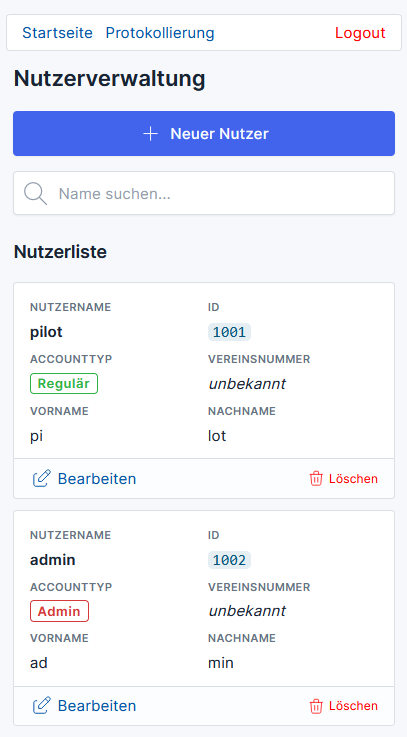 Startseite Protokollierung Logout
Nutzerverwaltung
Neuer Nutzer
Name suchen...
Nutzerliste
NUTZERNAME ID
pilot 1001
ACCOUNTTYP VEREINSNUMMER
Regulär unbekannt
VORNAME NACHNAME
pi lot
Bearbeiten Löschen
NUTZERNAME ID
admin 1002
ACCOUNTTYP VEREINSNUMMER
Admin unbekannt
VORNAME NACHNAME
ad min
Bearbeiten Löschen